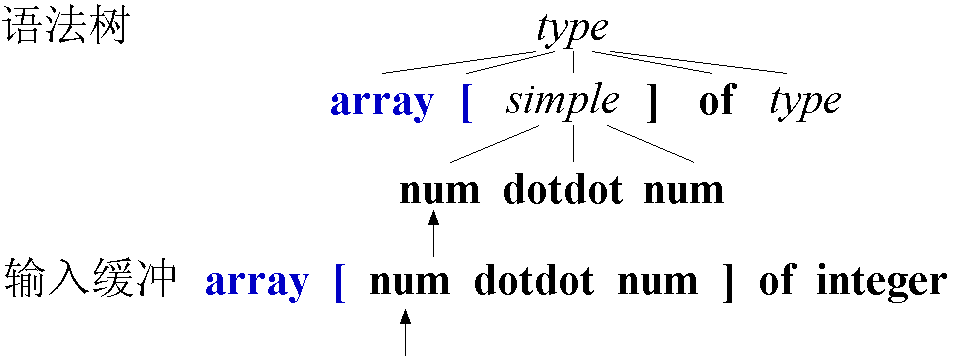 语法树 type
array [ simple ] of type
num dotdot num
输入缓冲 array [ num dotdot num ] of integer